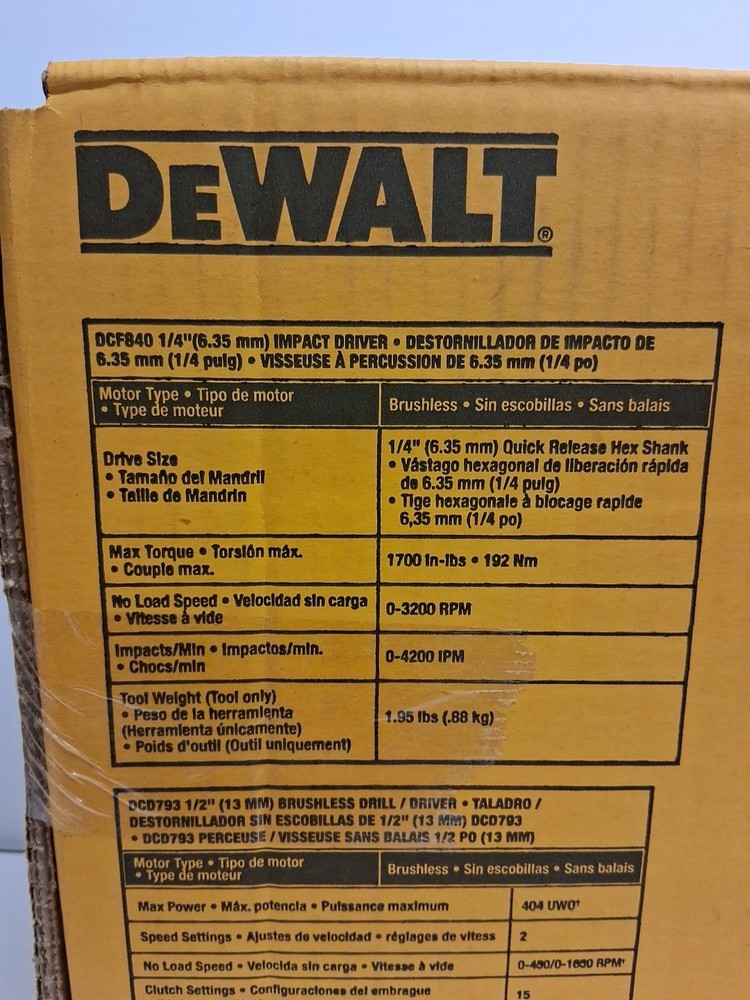 DEWALT®
DCF840 1/4"(6.35 mm) IMPACT DRIVER • DESTORNILLADOR DE IMPACTO DE
6.35 mm (1/4 pulg) • VISSEUSE À PERCUSSION DE 6.35 mm (1/4 po)
Motor Type • Tipo de motor
• Type de moteur
Brushless • Sin escobillas • Sans balais
Drive Size
• Tamaño del Mandril
• Taille de Mandrin
1/4" (6.35 mm) Quick Release Hex Shank
• Vástago hexagonal de liberación rápida
de 6.35 mm (1/4 pulg)
• Tige hexagonale à blocage rapide
6,35 mm (1/4 po)
Max Torque • Torsión máx.
• Couple max.
1700 in-lbs • 192 Nm
No Load Speed • Velocidad sin carga
• Vitesse à vide
0-3200 RPM
Impacts/Min • Impactos/min.
• Chocs/min
0-4200 IPM
Tool Weight (Tool only)
• Peso de la herramienta
(Herramienta únicamente)
• Poids d'outil (Outil uniquement)
1.95 lbs (.88 kg)
DCD793 1/2" (13 MM) BRUSHLESS DRILL / DRIVER • TALADRO /
DESTORNILLADOR SIN ESCOBILLAS DE 1/2" (13 MM) DCD793
• DCD793 PERCEUSE / VISSEUSE SANS BALAIS 1/2 PO (13 MM)
Motor Type • Tipo de motor
• Type de moteur
Brushless • Sin escobillas • Sans balais
Max Power • Máx. potencia • Puissance maximum
404 UWO†
Speed Settings • Ajustes de velocidad • réglages de vitess
2
No Load Speed • Velocida sin carga • Vitesse à vide
0-450/0-1650 RPM†
Clutch Settings • Configuraciones del embrague
15